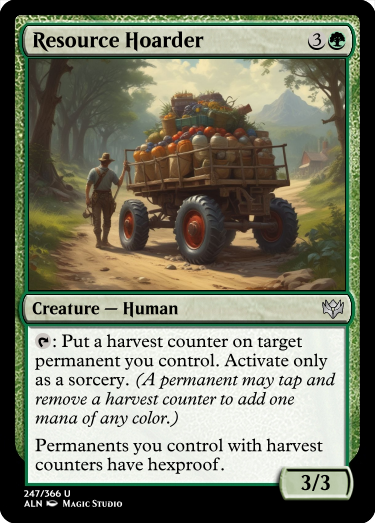 Resource Hoarder 3
Creature — Human
: Put a harvest counter on target
permanent you control. Activate only
as a sorcery. (A permanent may tap and
remove a harvest counter to add one
mana of any color.)
Permanents you control with harvest
counters have hexproof.
3/3
247/366 U
ALN Magic Studio